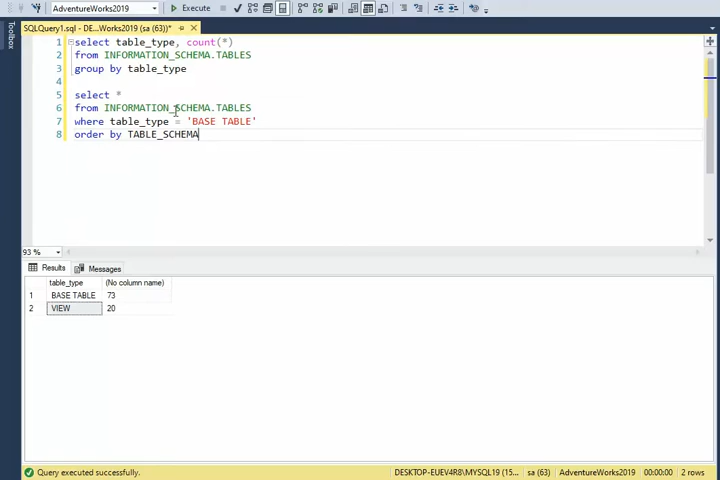 AdventureWorks2019
Execute
Toolbox
SQLQuery1.sql - DE...Works2019 (sa (63))*
1 select table_type, count(*)
2 from INFORMATION_SCHEMA.TABLES
3 group by table_type
4
5 select *
6 from INFORMATION_SCHEMA.TABLES
7 where table_type = 'BASE TABLE'
8 order by TABLE_SCHEMA
93 %
Results Messages
table_type (No column name)
1 BASE TABLE 73
2 VIEW 20
Query executed successfully. DESKTOP-EUEV4R8\MYSQL19 (15... sa (63) AdventureWorks2019 00:00:00 2 rows